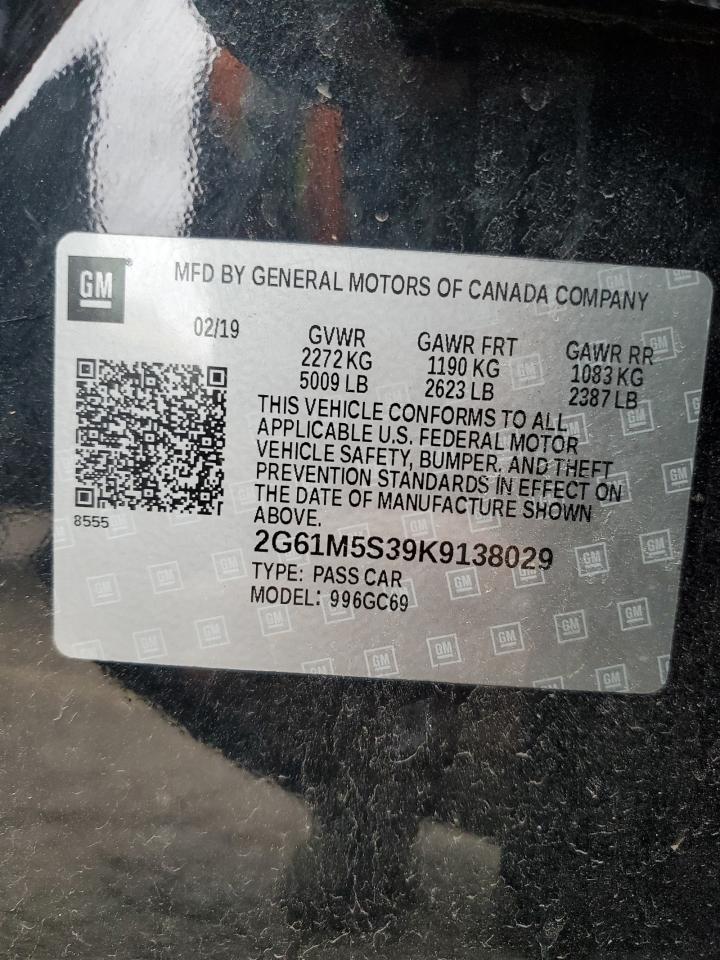 GM
MFD BY GENERAL MOTORS OF CANADA COMPANY
02/19
GVWR
2272 KG
5009 LB
GAWR FRT
1190 KG
2623 LB
GAWR RR
1083 KG
2387 LB
THIS VEHICLE CONFORMS TO ALL
APPLICABLE U.S. FEDERAL MOTOR
VEHICLE SAFETY, BUMPER, AND THEFT
PREVENTION STANDARDS IN EFFECT ON
THE DATE OF MANUFACTURE SHOWN
ABOVE.
8555
2G61M5S39K9138029
TYPE: PASS CAR
MODEL: 996GC69